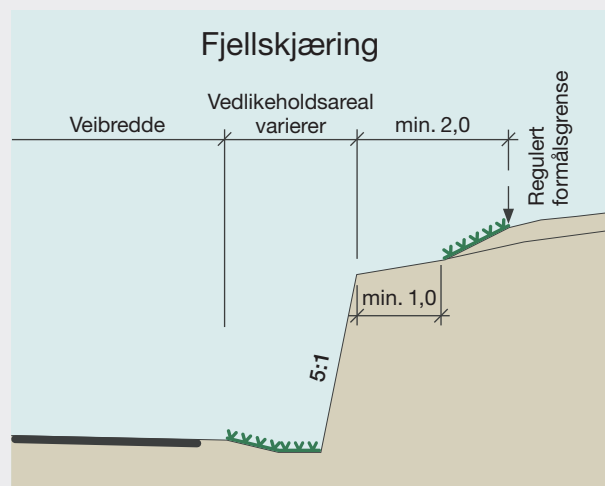 Fjellskjæring
Vedlikeholdsareal
Veibredde
varierer
min. 2,0
Regulert
formålsgrense
min. 1,0
5:1